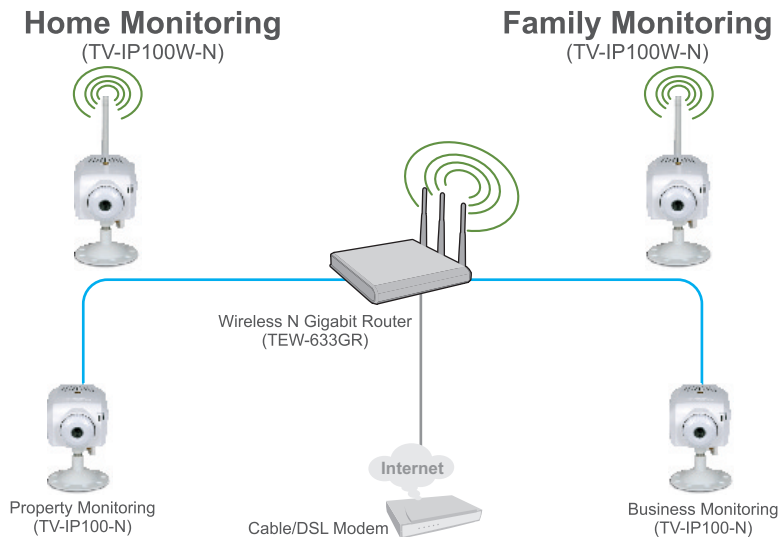 Home Monitoring
(TV-IP100W-N)
Family Monitoring
(TV-IP100W-N)
Wireless N Gigabit Router
(TEW-633GR)
Internet
Property Monitoring
(TV-IP100-N)
Cable/DSL Modem
Business Monitoring
(TV-IP100-N)